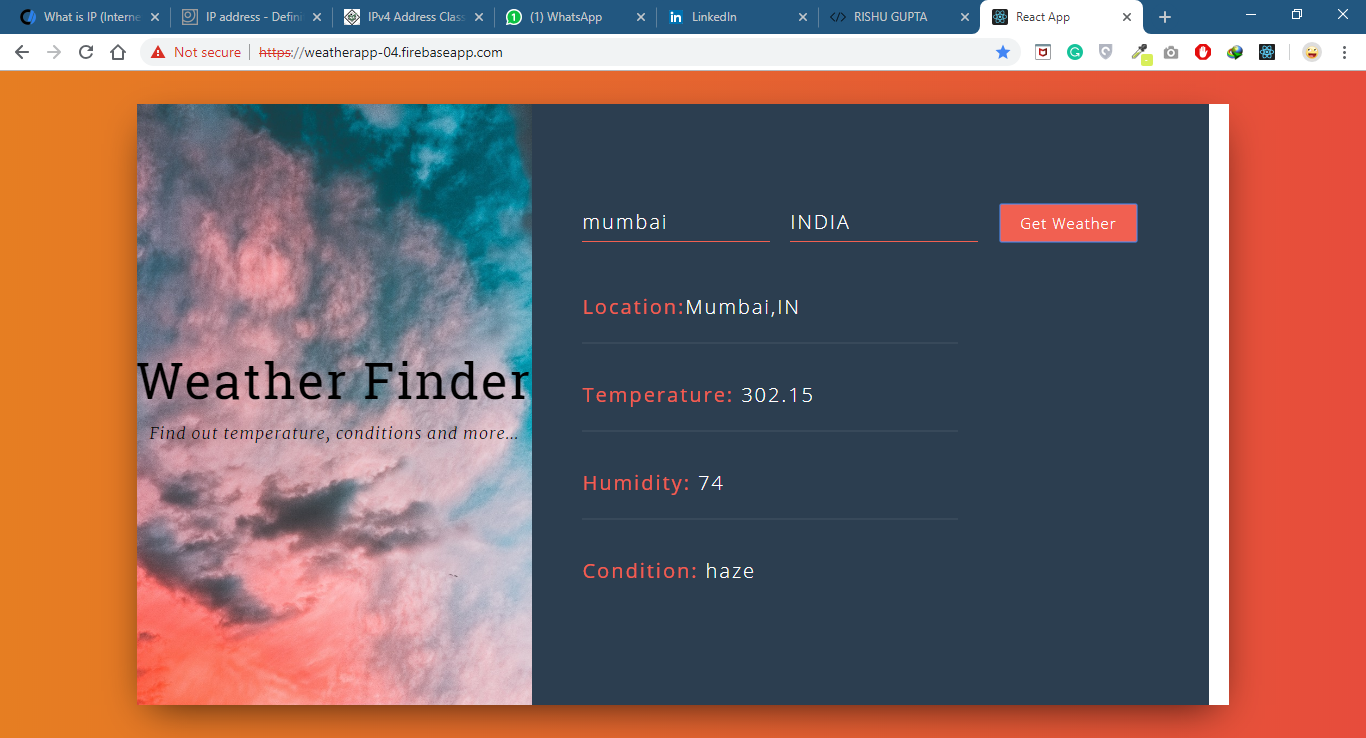 What is IP (Interne
IP address - Defini
IPv4 Address Class
(1) WhatsApp
LinkedIn
RISHU GUPTA
React App
Not secure
https://weatherapp-04.firebaseapp.com
mumbai
INDIA
Get Weather
Location:Mumbai,IN
Weather Finder
Find out temperature, conditions and more...
Temperature: 302.15
Humidity: 74
Condition: haze